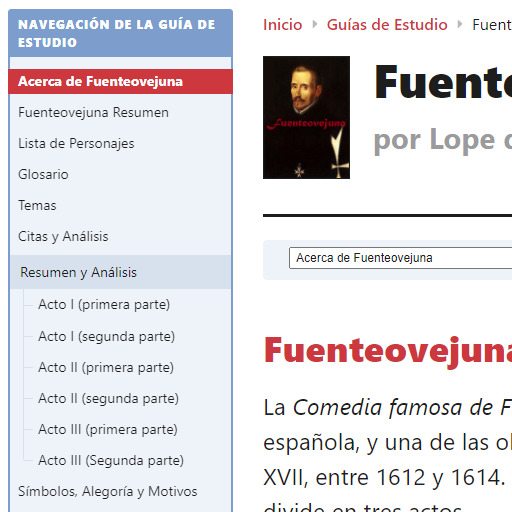 NAVEGACIÓN DE LA GUÍA DE
ESTUDIO
Acerca de Fuenteovejuna
Fuenteovejuna Resumen
Lista de Personajes
Glosario
Temas
Citas y Análisis
Resumen y Análisis
Acto I (primera parte)
Acto I (segunda parte)
Acto II (primera parte)
Acto II (segunda parte)
Acto III (primera parte)
Acto III (Segunda parte)
Símbolos, Alegoría y Motivos
Inicio Guías de Estudio Fuent
Fuente
Fuenteovejuna
por Lope
Acerca de Fuenteovejuna
Fuenteovejuna
La Comedia famosa de F
española, y una de las
XVII, entre 1612 y 1614.
divide en tres actos